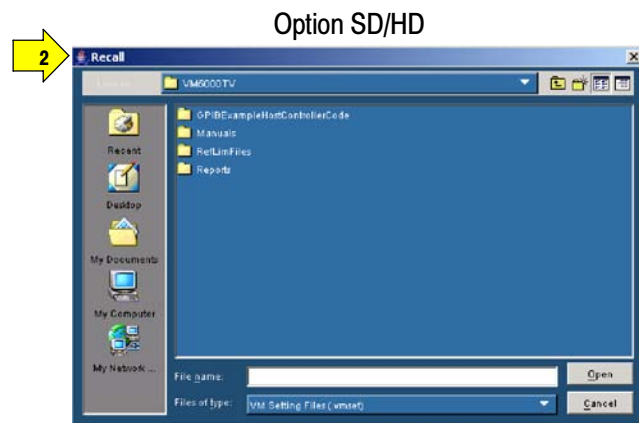 Option SD/HD
2
Recall
VM6000TV
GPIBExampleHostControllerCode
Manuals
RefLimFiles
Reports
Recent
Desktop
My Documents
My Computer
My Network ...
File name:
Open
Files of type:
VM Setting Files (.vmset)
Cancel